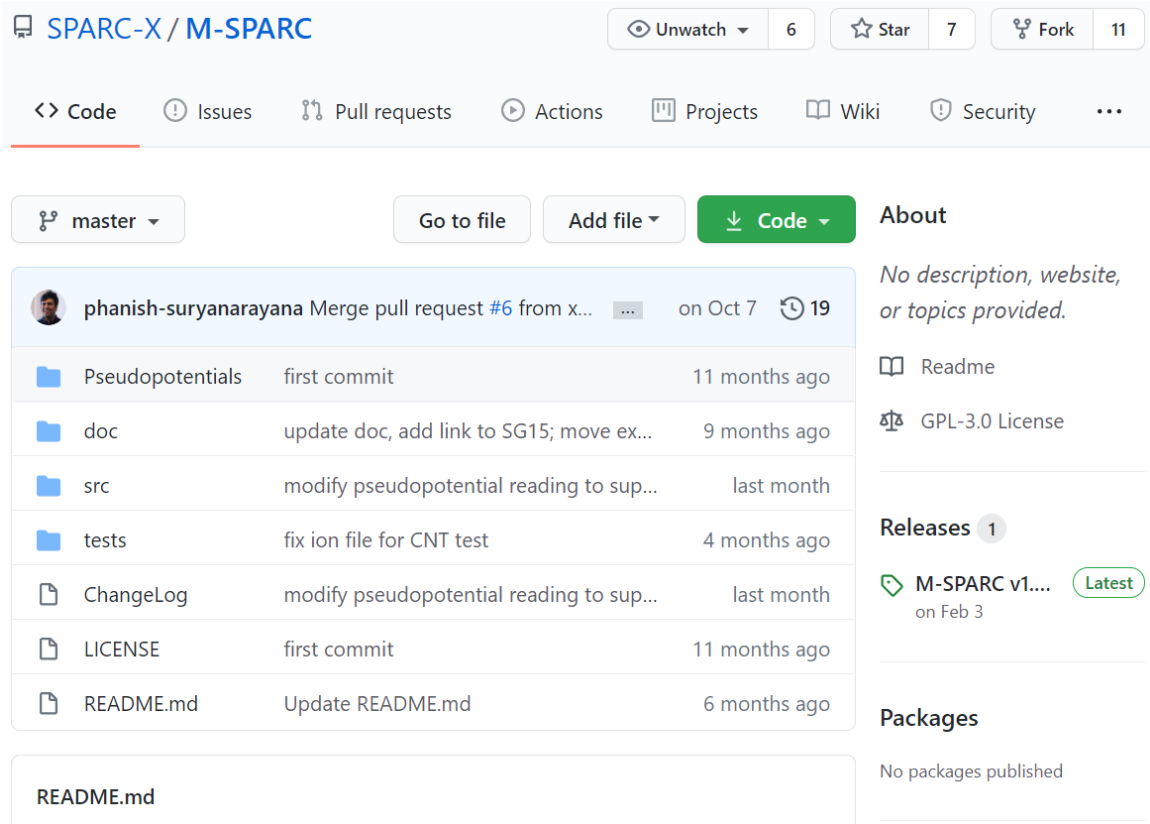 SPARC-X / M-SPARC
Unwatch 6
Star 7
Fork 11
Code
Issues
Pull requests
Actions
Projects
Wiki
Security
...
master
Go to file
Add file
Code
phanish-suryanarayana Merge pull request #6 from x... ... on Oct 7 19
Pseudopotentials first commit 11 months ago
doc update doc, add link to SG15; move ex... 9 months ago
src modify pseudopotential reading to sup... last month
tests fix ion file for CNT test 4 months ago
ChangeLog modify pseudopotential reading to sup... last month
LICENSE first commit 11 months ago
README.md Update README.md 6 months ago
README.md
About
No description, website,
or topics provided.
Readme
GPL-3.0 License
Releases 1
M-SPARC v1.... Latest
on Feb 3
Packages
No packages published